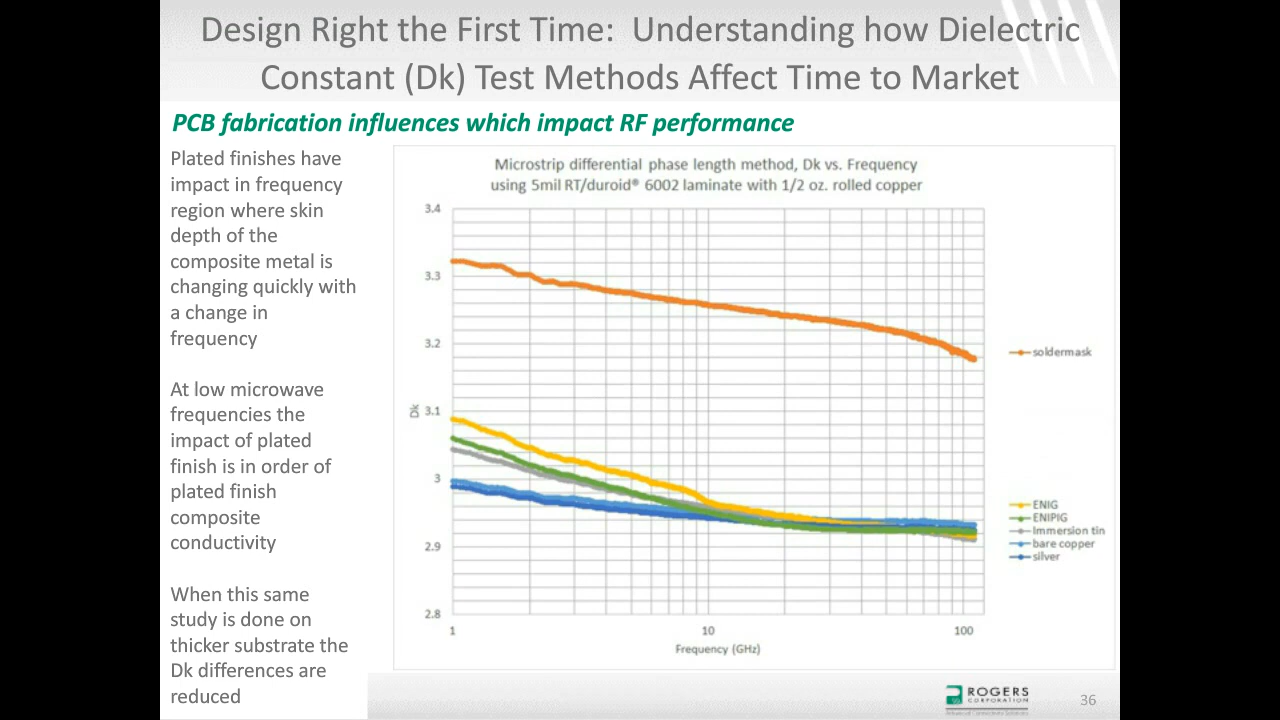 Design Right the First Time:  Understanding how Dielectric
Constant (Dk) Test Methods Affect Time to Market
PCB fabrication influences which impact RF performance
Plated finishes have
impact in frequency
region where skin
depth of the
composite metal is
changing quickly with
a change in
frequency
At low microwave
frequencies the
impact of plated
finish is in order of
plated finish
composite
conductivity
When this same
study is done on
thicker substrate the
Dk differences are
reduced
Microstrip differential phase length method, Dk vs. Frequency
using 5mil RT/duroid® 6002 laminate with 1/2 oz. rolled copper
3.4
3.3
3.2
3.1
3
2.9
2.8
Dk
1
10
100
Frequency (GHz)
soldermask
ENIG
ENIPIG
Immersion tin
bare copper
silver
ROGERS
CORPORATION
Advanced Connectivity Solutions
36